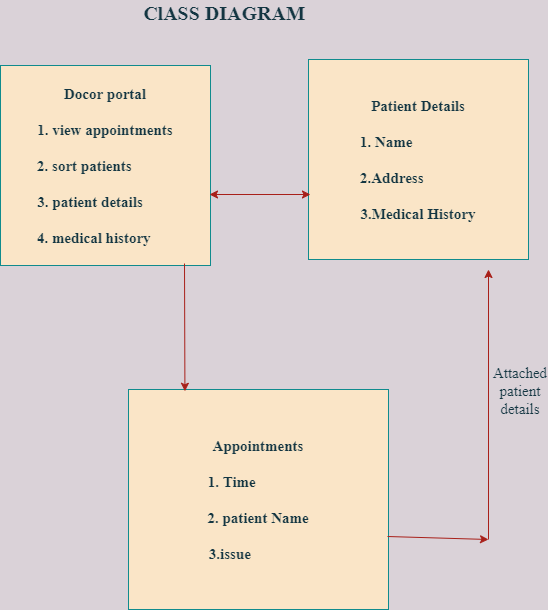 ClASS DIAGRAM
Docor portal
1. view appointments
2. sort patients
3. patient details
4. medical history
Patient Details
1. Name
2.Address
3.Medical History
Attached
patient
details
Appointments
1. Time
2. patient Name
3.issue